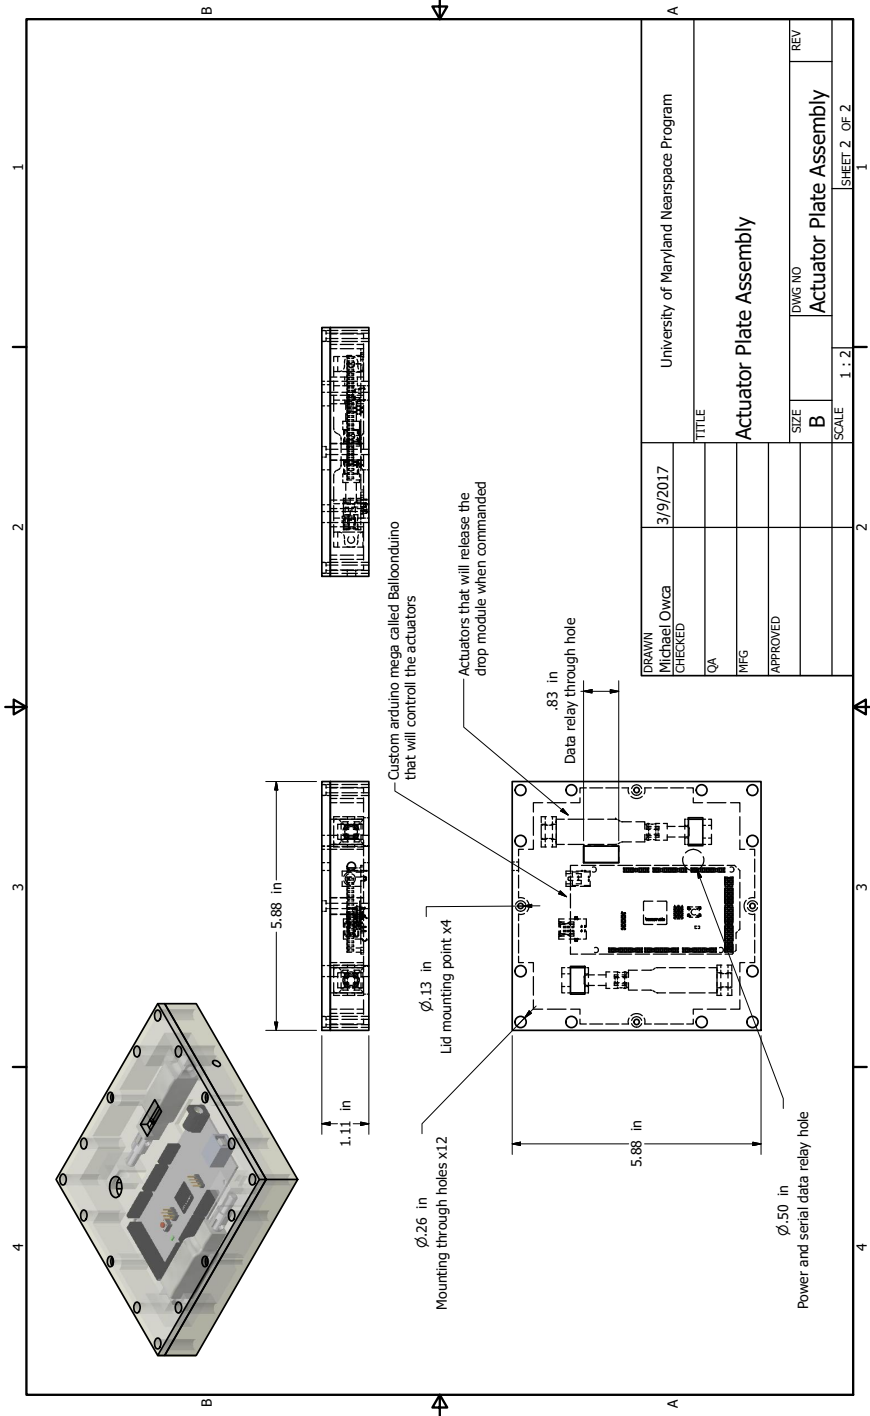 4
3
2
1
B
B
5.88 in
1.11 in
Custom arduino mega called Balloonduino
that will controll the actuators
Ø.13 in
Lid mounting point x4
Ø.26 in
Mounting through holes x12
Actuators that will release the
drop module when commanded
.83 in
Data relay through hole
5.88 in
Ø.50 in
Power and serial data relay hole
A
A
DRAWN
Michael Owca
3/9/2017
CHECKED
QA
MFG
APPROVED
University of Maryland Nearspace Program
TITLE
Actuator Plate Assembly
SIZE
B
DWG NO
Actuator Plate Assembly
REV
SCALE
1 : 2
SHEET 2 OF 2
4
3
2
1